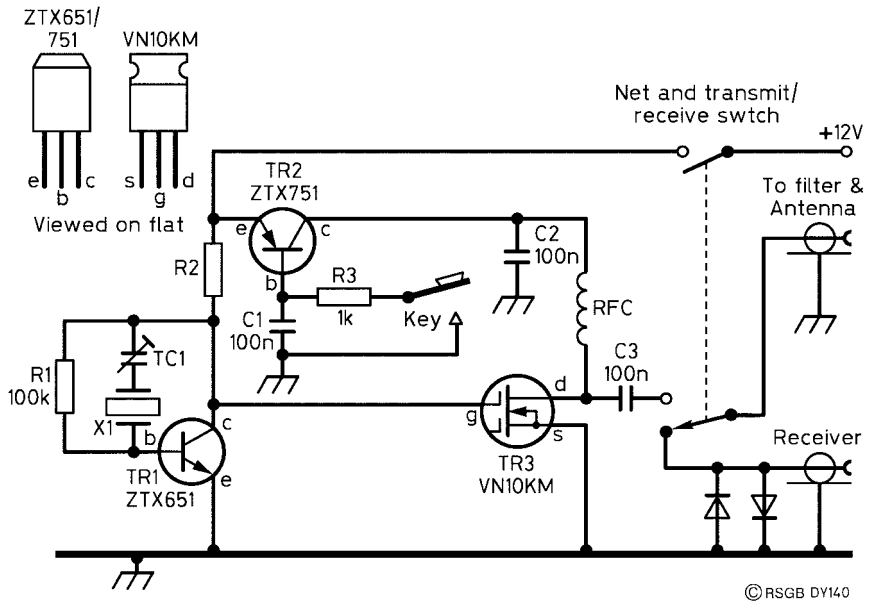 ZTX651/
751
VN10KM
e
b
c
s
g
d
Viewed on flat
Net and transmit/
receive swtch
+12V
To filter &
Antenna
TR2
ZTX751
e
c
b
R2
R3
1k
Key
C1
100n
C2
100n
RFC
C3
100n
R1
100k
TC1
X1
b
c
e
TR1
ZTX651
g
d
s
TR3
VN10KM
Receiver
©RSGB DY140